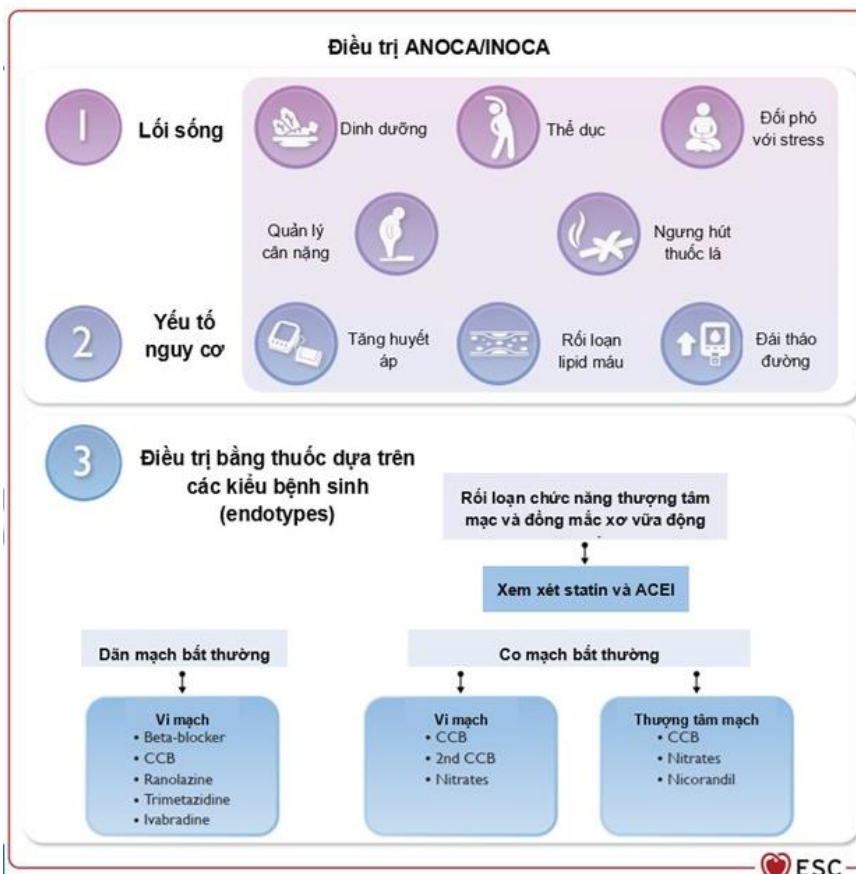 Điều trị ANOCA/INOCA
1
Lối sống
Dinh dưỡng
Thể dục
Đối phó
với stress
Quản lý
cân nặng
Ngưng hút
thuốc lá
2
Yếu tố
nguy cơ
Tăng huyết
áp
Rối loạn
lipid máu
Đái tháo
đường
3
Điều trị bằng thuốc dựa trên
các kiểu bệnh sinh
(endotypes)
Rối loạn chức năng thượng tâm
mạc và đồng mắc xơ vữa động
Xem xét statin và ACEI
Dãn mạch bất thường
Co mạch bất thường
Vi mạch
• Beta-blocker
• CCB
• Ranolazine
• Trimetazidine
• Ivabradine
Vi mạch
• CCB
• 2nd CCB
• Nitrates
Thượng tâm mạch
• CCB
• Nitrates
• Nicorandil
ESC